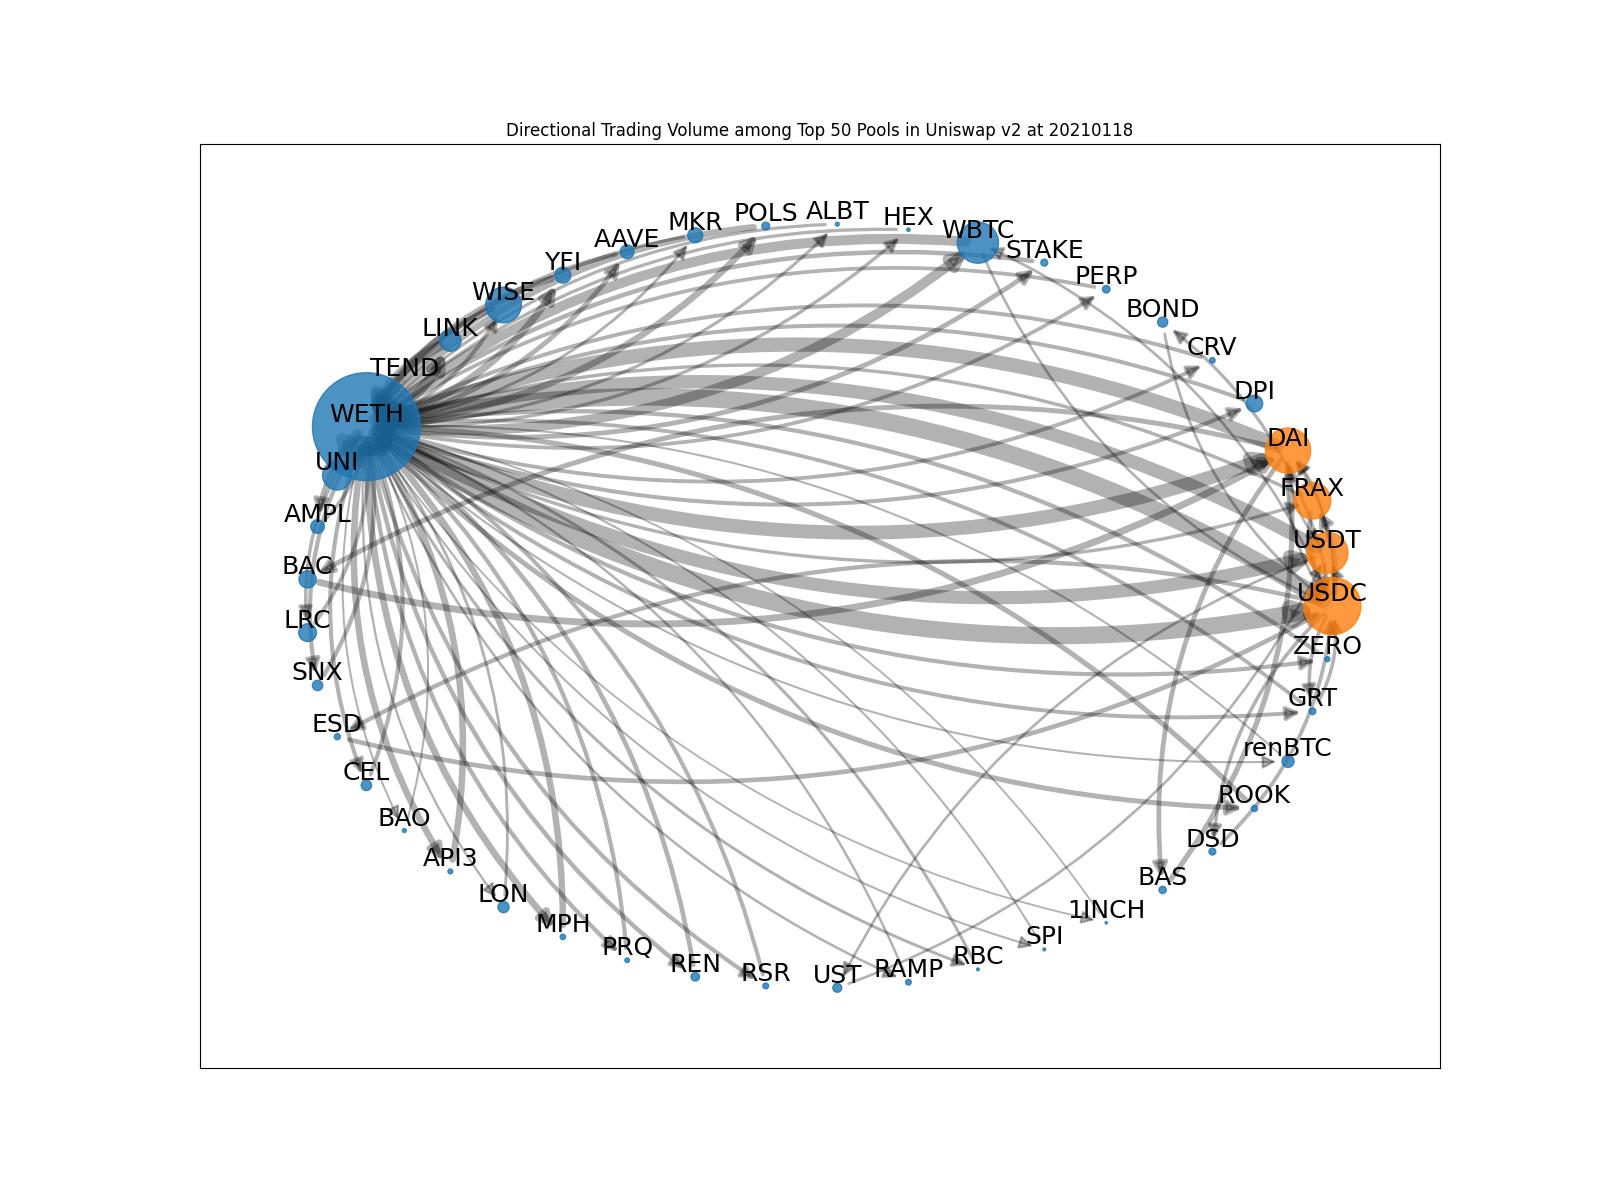 Directional Trading Volume among Top 50 Pools in Uniswap v2 at 20210118
POLS
ALBT
HEX
MKR
WBTC
AAVE
STAKE
YFI
PERP
WISE
BOND
LINK
CRV
TEND
DPI
WETH
DAI
UNI
FRAX
AMPL
USDT
BAC
USDC
LRC
ZERO
SNX
GRT
ESD
renBTC
CEL
ROOK
BAO
DSD
API3
BAS
LON
1INCH
MPH
SPI
PRQ
RBC
REN
RAMP
RSR
UST